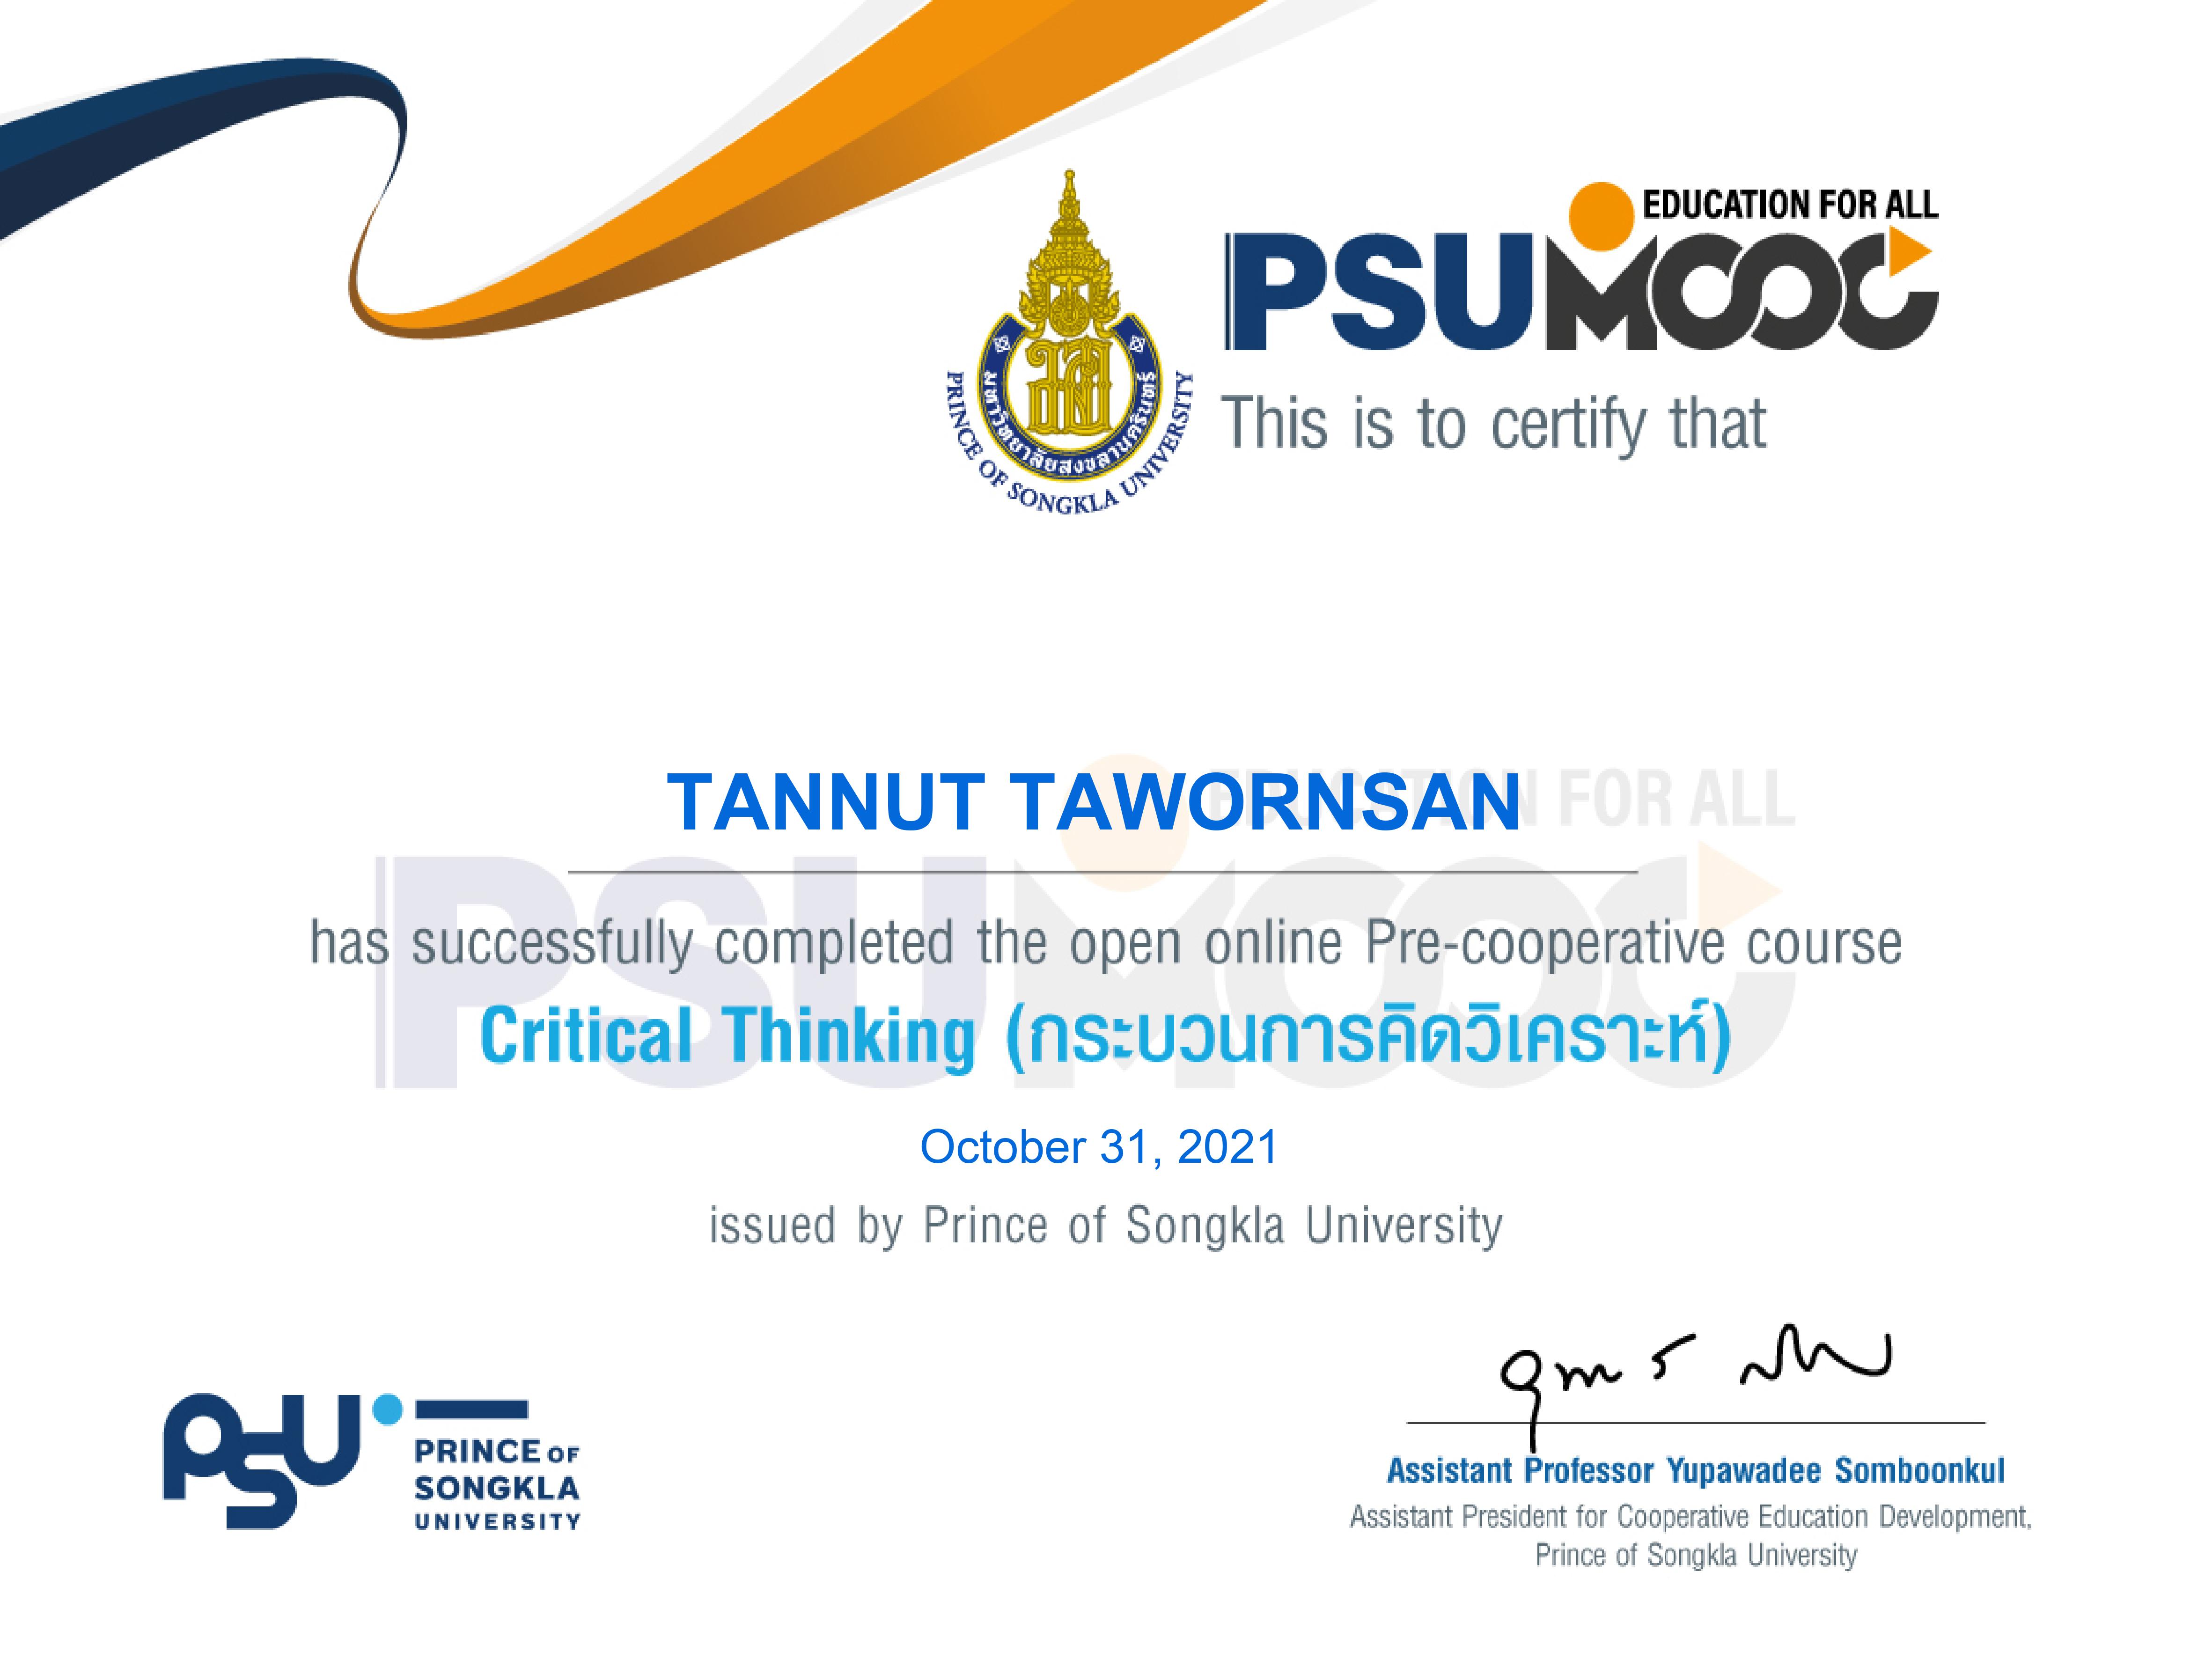 EDUCATION FOR ALL
PSUMOOC
มหาวิทยาลัยสงขลานครินทร์
PRINCE OF SONGKLA UNIVERSITY
This is to certify that
EDUCATION FOR ALL
PSUMOOC
TANNUT TAWORNSAN
has successfully completed the open online Pre-cooperative course
Critical Thinking (กระบวนการคิดวิเคราะห์)
October 31, 2021
issued by Prince of Songkla University
PSU
PRINCE OF
SONGKLA
UNIVERSITY
Assistant Professor Yupawadee Somboonkul
Assistant President for Cooperative Education Development,
Prince of Songkla University